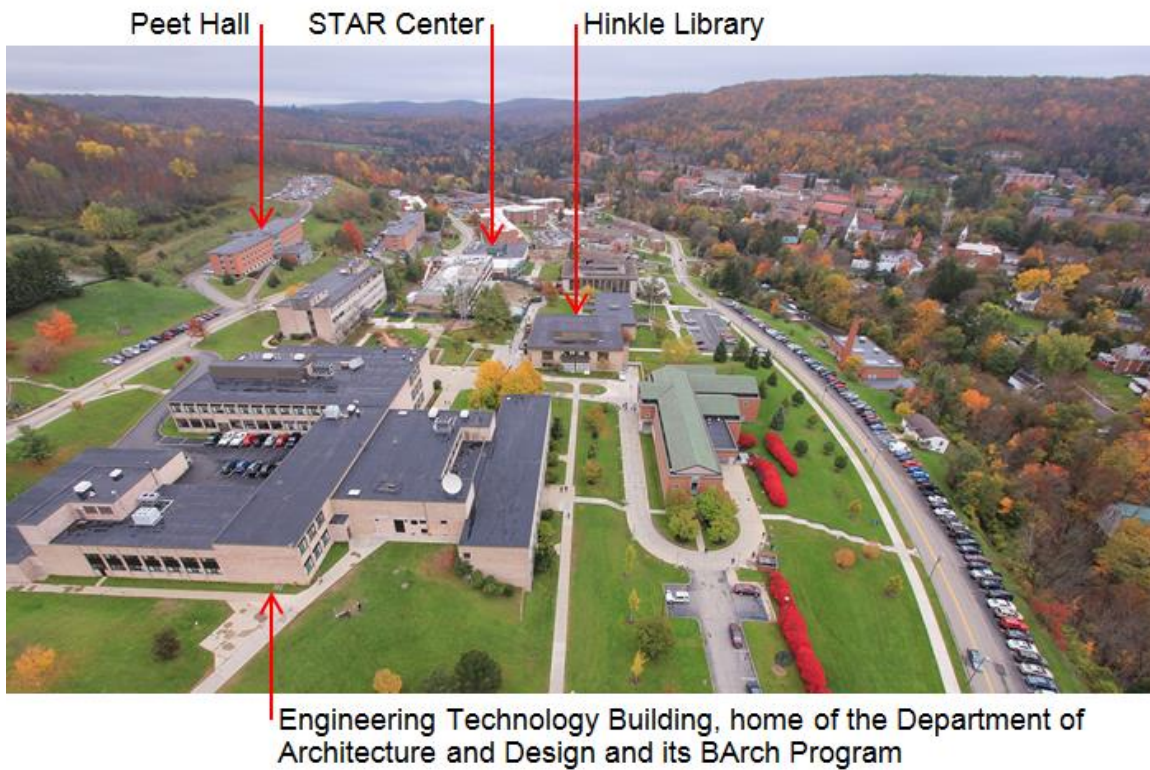 Peet Hall
STAR Center
Hinkle Library
Engineering Technology Building, home of the Department of
Architecture and Design and its BArch Program